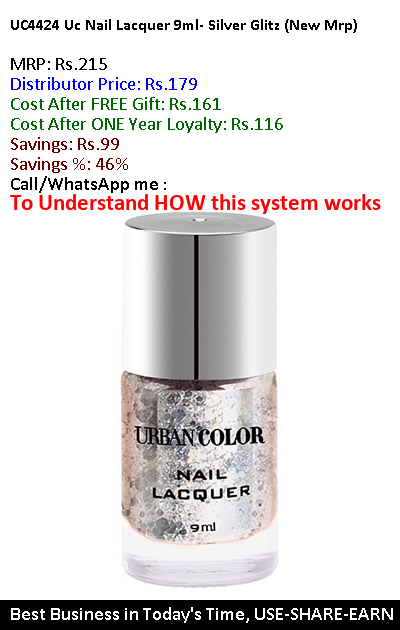 UC4424 Uc Nail Lacquer 9ml- Silver Glitz (New Mrp)
MRP: Rs.215
Distributor Price: Rs.179
Cost After FREE Gift: Rs.161
Cost After ONE Year Loyalty: Rs.116
Savings: Rs.99
Savings %: 46%
Call/WhatsApp me :
To Understand HOW this system works
URBAN COLOR
NAIL
LACQUER
9ml
Best Business in Today's Time, USE-SHARE-EARN